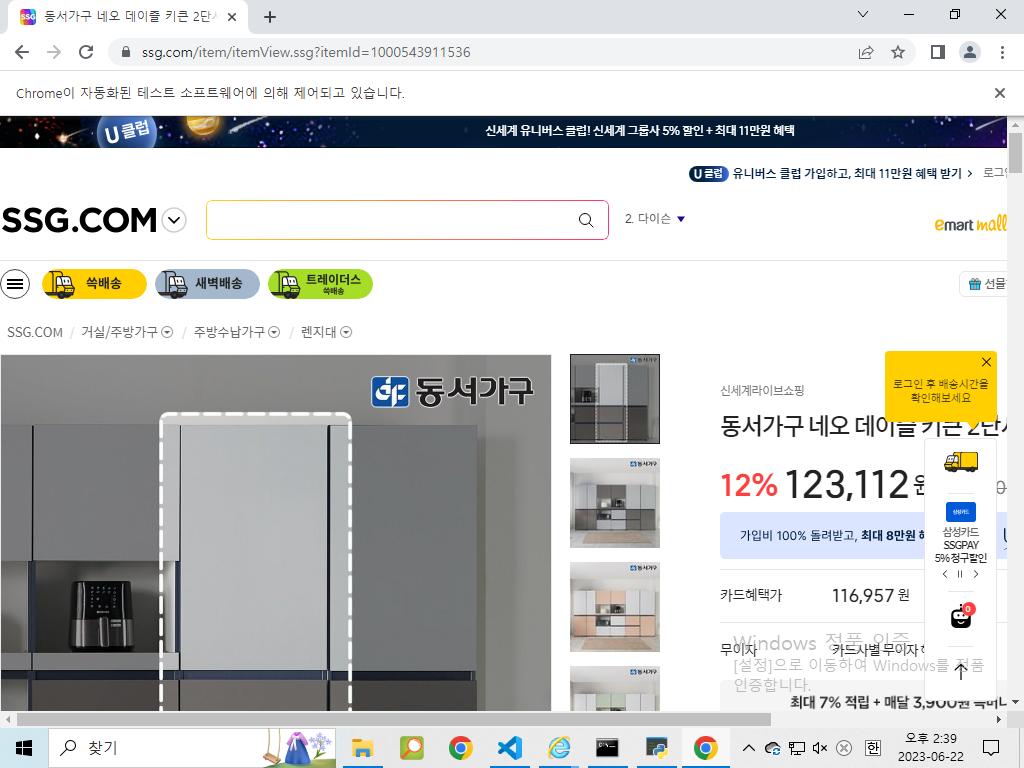 동서가구 네오 데이즐 키큰 2단
ssg.com/item/itemView.ssg?itemId=1000543911536
Chrome이 자동화된 테스트 소프트웨어에 의해 제어되고 있습니다.
U클럽
신세계 유니버스 클럽! 신세계 그룹사 5% 할인 + 최대 11만원 혜택
U클럽 유니버스 클럽 가입하고, 최대 11만원 혜택 받기 >
SSG.COM
2. 다이슨
emart mall
쓱배송
새벽배송
트레이더스
쓱배송
선물
SSG.COM / 거실/주방가구 / 주방수납가구 / 렌지대
동서가구
신세계라이브쇼핑
동서가구 네오 데이즐 키큰 2단
12% 123,112원
가입비 100% 돌려받고, 최대 8만원
카드혜택가 116,957 원
무이자 카드사별 무이자
최대 7% 적립 + 매달 3,900원
로그인 후 배송시간을
확인해보세요
삼성카드
삼성카드
SSGPAY
5% 청구할인
0
Windows 정품 인증
[설정]으로 이동하여 Windows를 정품
인증합니다.
찾기
한
오후 2:39
2023-06-22